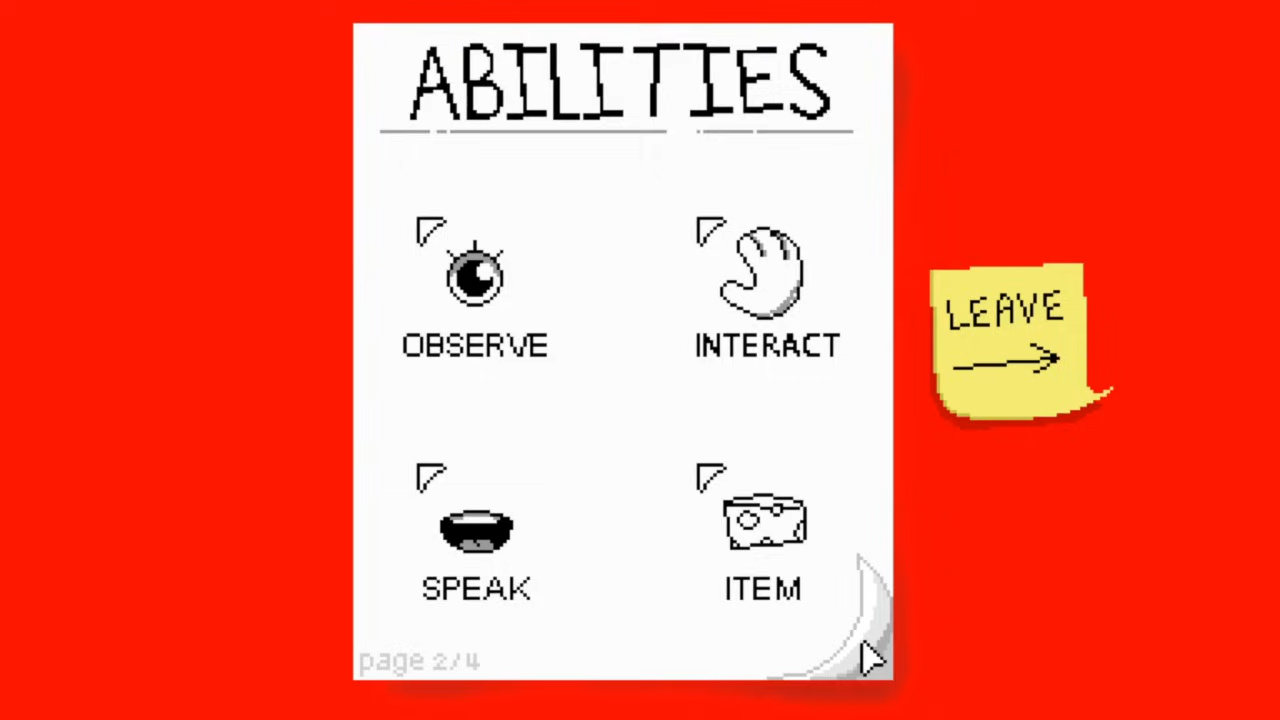 ABILITIES
OBSERVE
INTERACT
LEAVE
SPEAK
ITEM
page 2/4